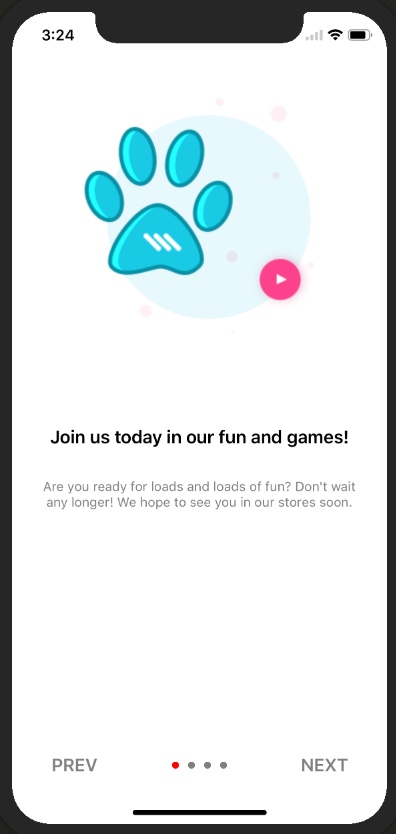 3:24
Join us today in our fun and games!
Are you ready for loads and loads of fun? Don't wait
any longer! We hope to see you in our stores soon.
PREV NEXT